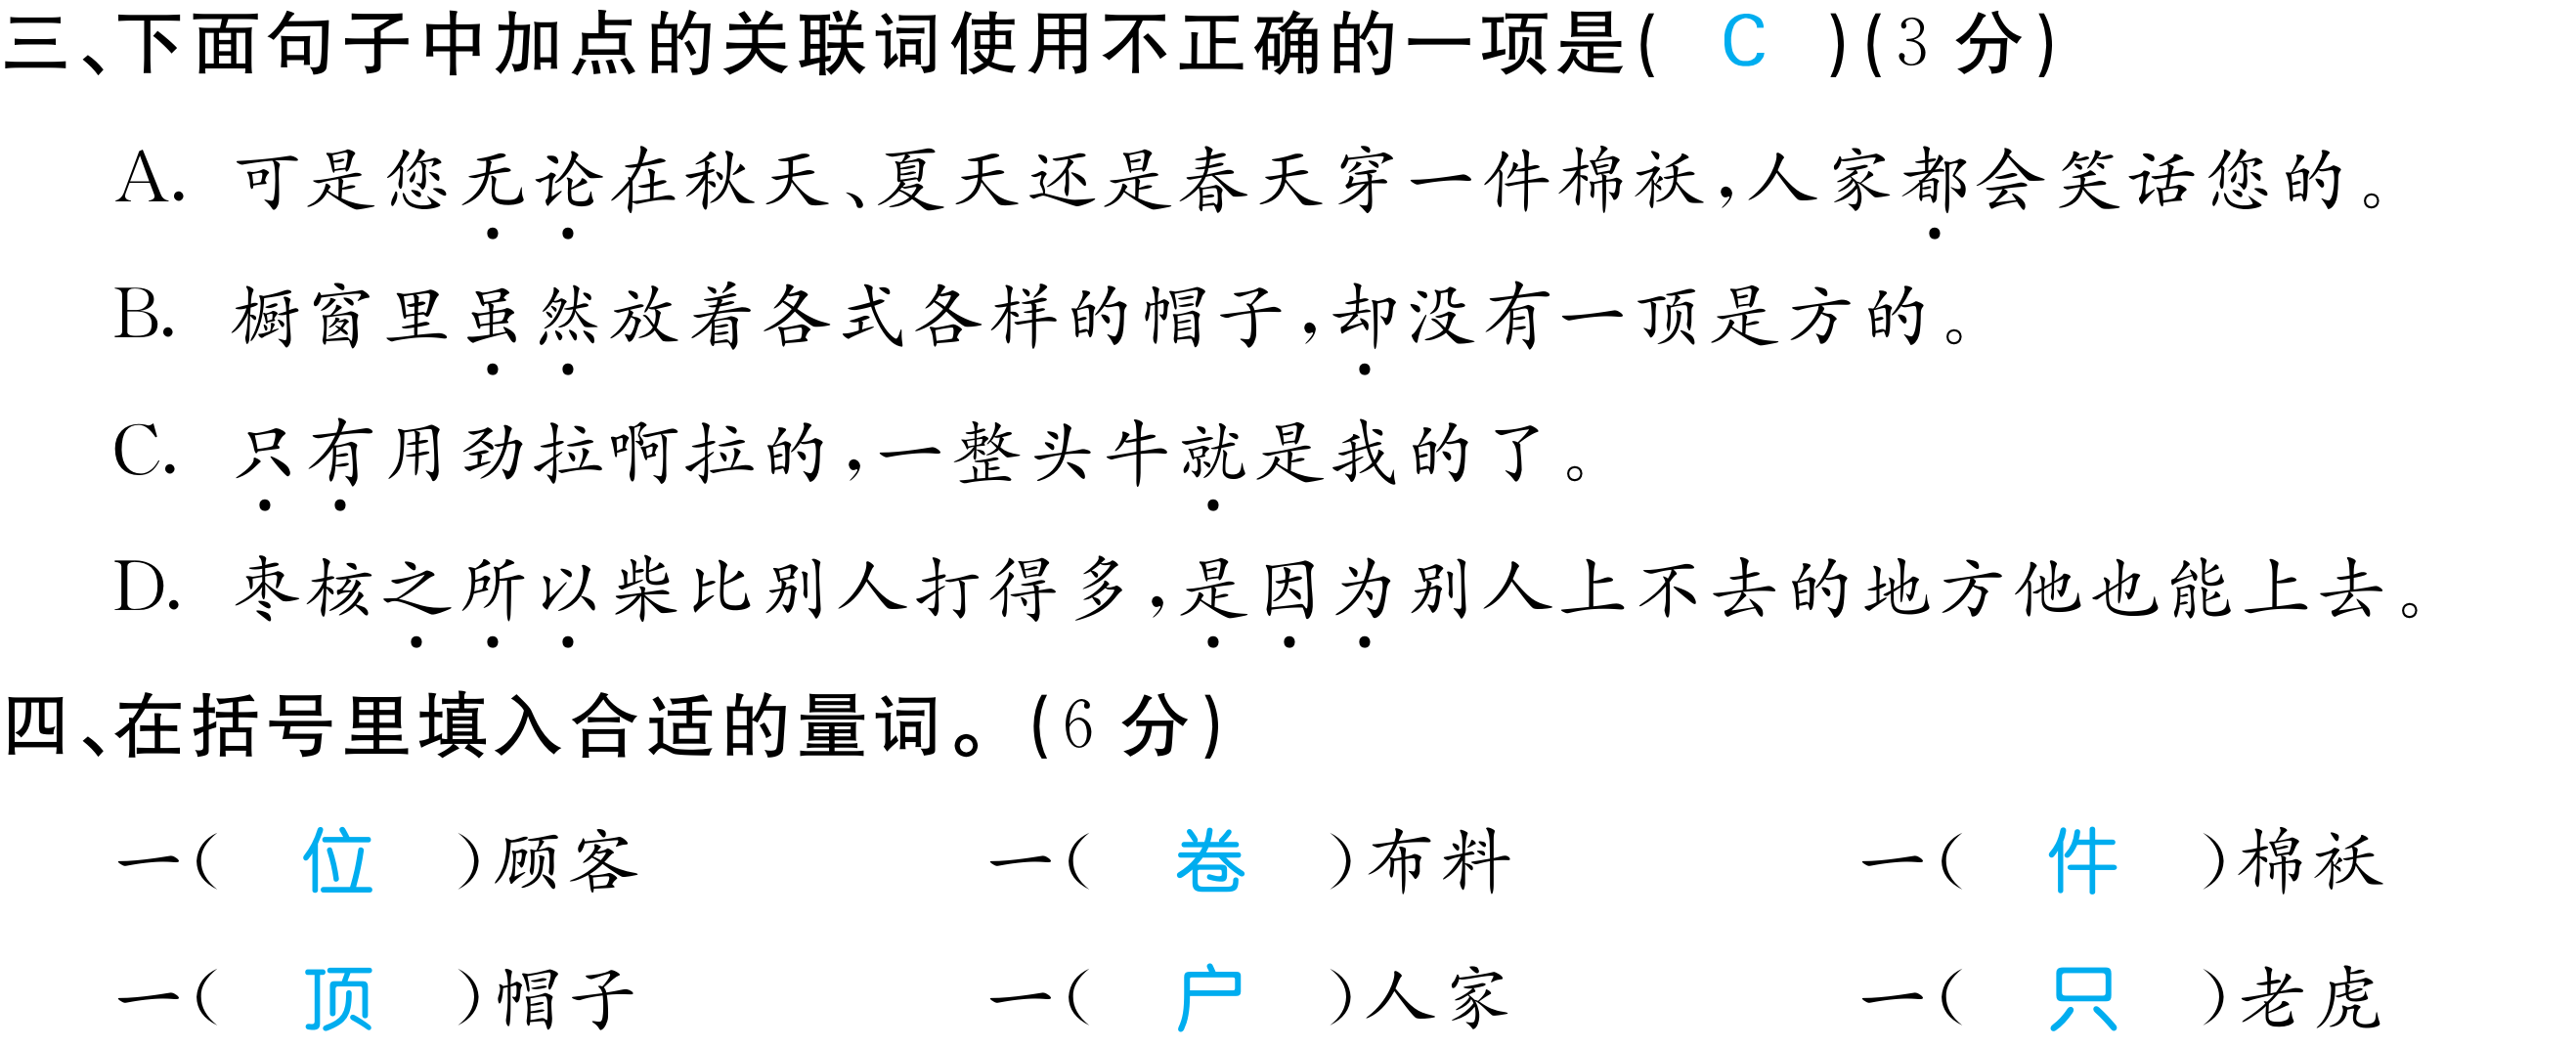 三、下面句子中加点的关联词使用不正确的一项是( C )(3 分)
A. 可是您无论在秋天、夏天还是春天穿一件棉袄,人家都会笑话您的。
B. 橱窗里虽然放着各式各样的帽子,却没有一顶是方的。
C. 只有用劲拉啊拉的,一整头牛就是我的了。
D. 枣核之所以柴比别人打得多,是因为别人上不去的地方他也能上去。
四、在括号里填入合适的量词。(6 分)
一( 位 )顾客 一( 卷 )布料 一( 件 )棉袄
一( 顶 )帽子 一( 户 )人家 一( 只 )老虎